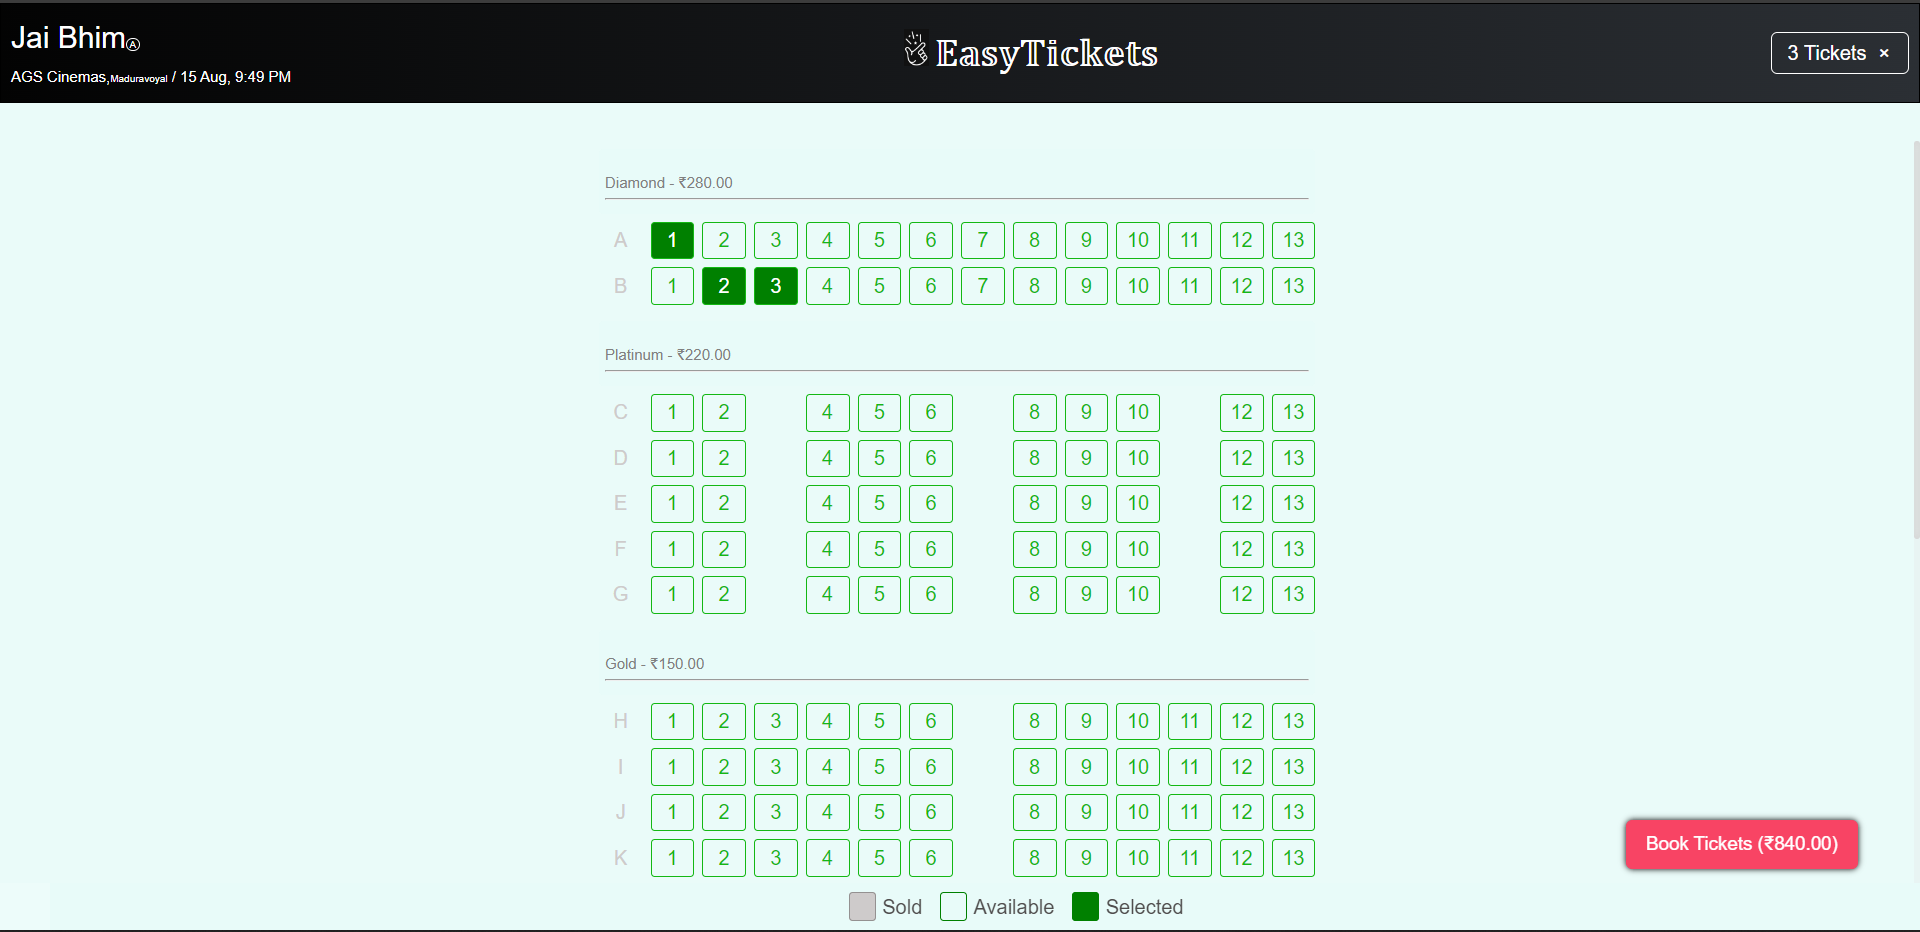 Jai BhimⒶ
AGS Cinemas,Maduravoyal / 15 Aug, 9:49 PM
EasyTickets
3 Tickets ×
Diamond - ₹280.00
A 1 2 3 4 5 6 7 8 9 10 11 12 13
B 1 2 3 4 5 6 7 8 9 10 11 12 13
Platinum - ₹220.00
C 1 2 4 5 6 8 9 10 12 13
D 1 2 4 5 6 8 9 10 12 13
E 1 2 4 5 6 8 9 10 12 13
F 1 2 4 5 6 8 9 10 12 13
G 1 2 4 5 6 8 9 10 12 13
Gold - ₹150.00
H 1 2 3 4 5 6 8 9 10 11 12 13
I 1 2 3 4 5 6 8 9 10 11 12 13
J 1 2 3 4 5 6 8 9 10 11 12 13
K 1 2 3 4 5 6 8 9 10 11 12 13
Book Tickets (₹840.00)
Sold Available Selected